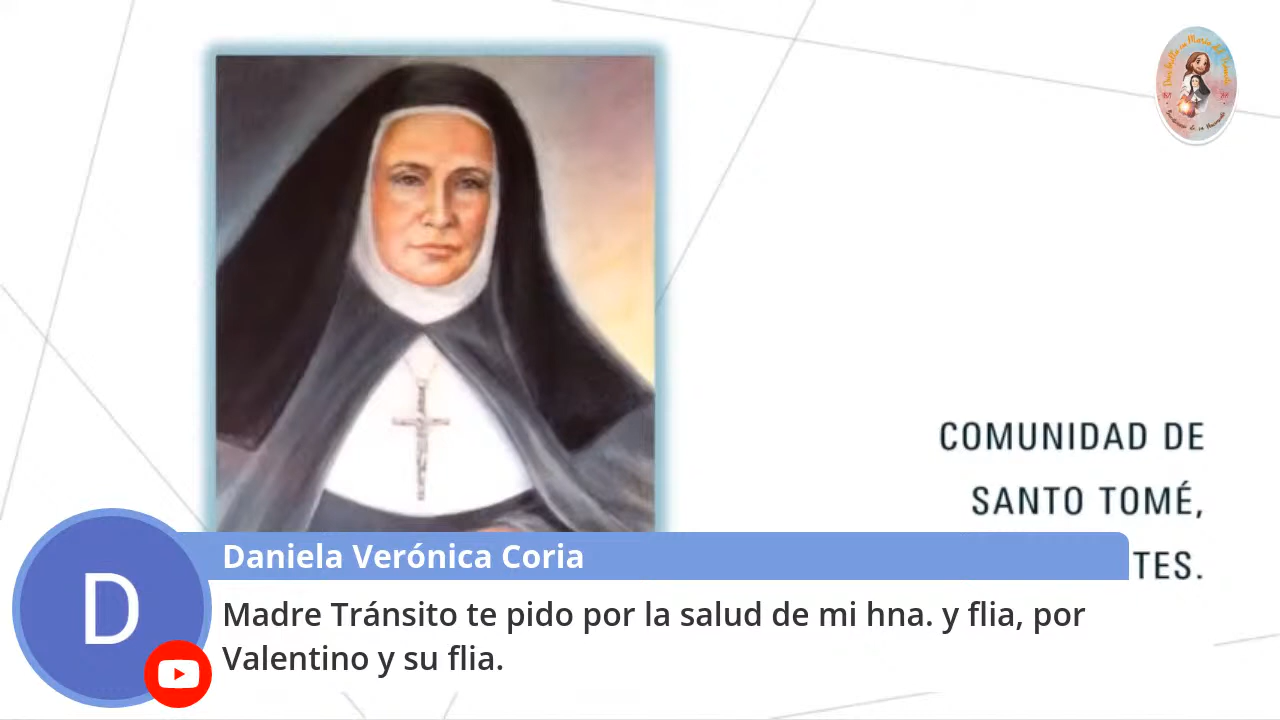 COMUNIDAD DE
SANTO TOMÉ,
TES.
Daniela Verónica Coria
D
Madre Tránsito te pido por la salud de mi hna. y flia, por
Valentino y su flia.